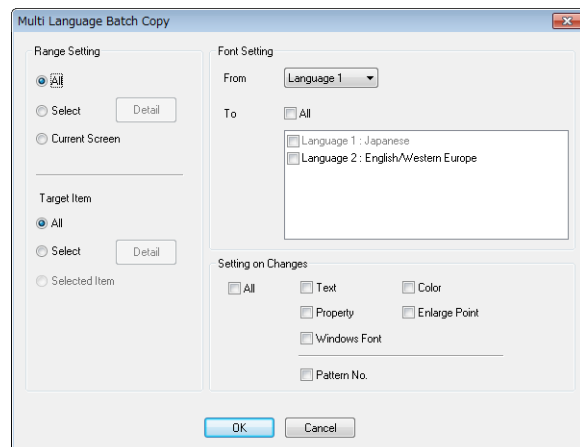 Multi Language Batch Copy
Range Setting
All
Select
Detail
Current Screen
Target Item
All
Select
Detail
Selected Item
Font Setting
From
Language 1
To
All
Language 1 : Japanese
Language 2 : English/Western Europe
Setting on Changes
All
Text
Color
Property
Enlarge Point
Windows Font
Pattern No.
OK
Cancel